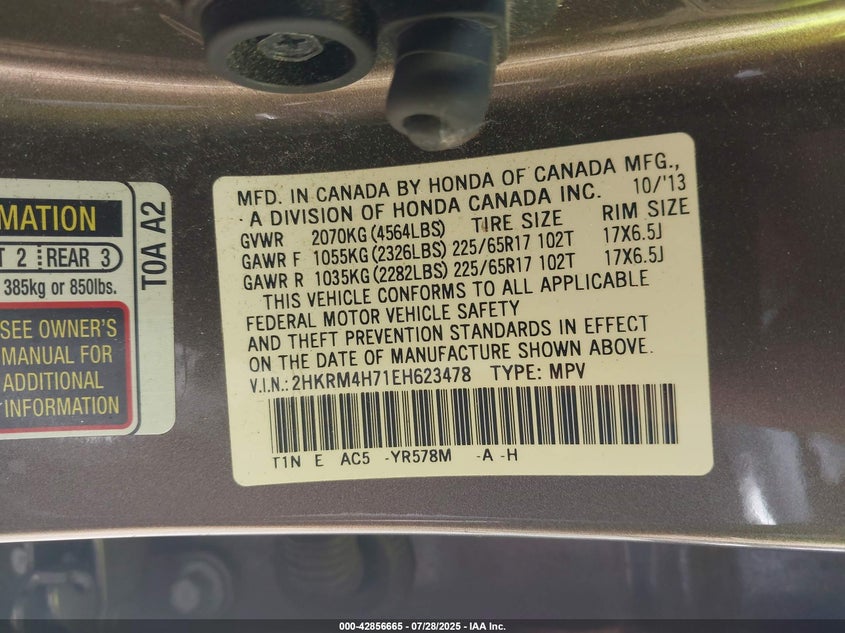 MATION
T 2 REAR 3
385kg or 850lbs.
SEE OWNER'S
MANUAL FOR
ADDITIONAL
INFORMATION
T0A A2
MFD. IN CANADA BY HONDA OF CANADA MFG.,
A DIVISION OF HONDA CANADA INC. 10/'13
GVWR 2070KG (4564LBS) TIRE SIZE RIM SIZE
GAWR F 1055KG (2326LBS) 225/65R17 102T 17X6.5J
GAWR R 1035KG (2282LBS) 225/65R17 102T 17X6.5J
THIS VEHICLE CONFORMS TO ALL APPLICABLE
FEDERAL MOTOR VEHICLE SAFETY
AND THEFT PREVENTION STANDARDS IN EFFECT
ON THE DATE OF MANUFACTURE SHOWN ABOVE.
V.I.N.: 2HKRM4H71EH623478 TYPE: MPV
T1N E AC5 -YR578M -A -H
000-42856665 - 07/28/2025 - IAA Inc.